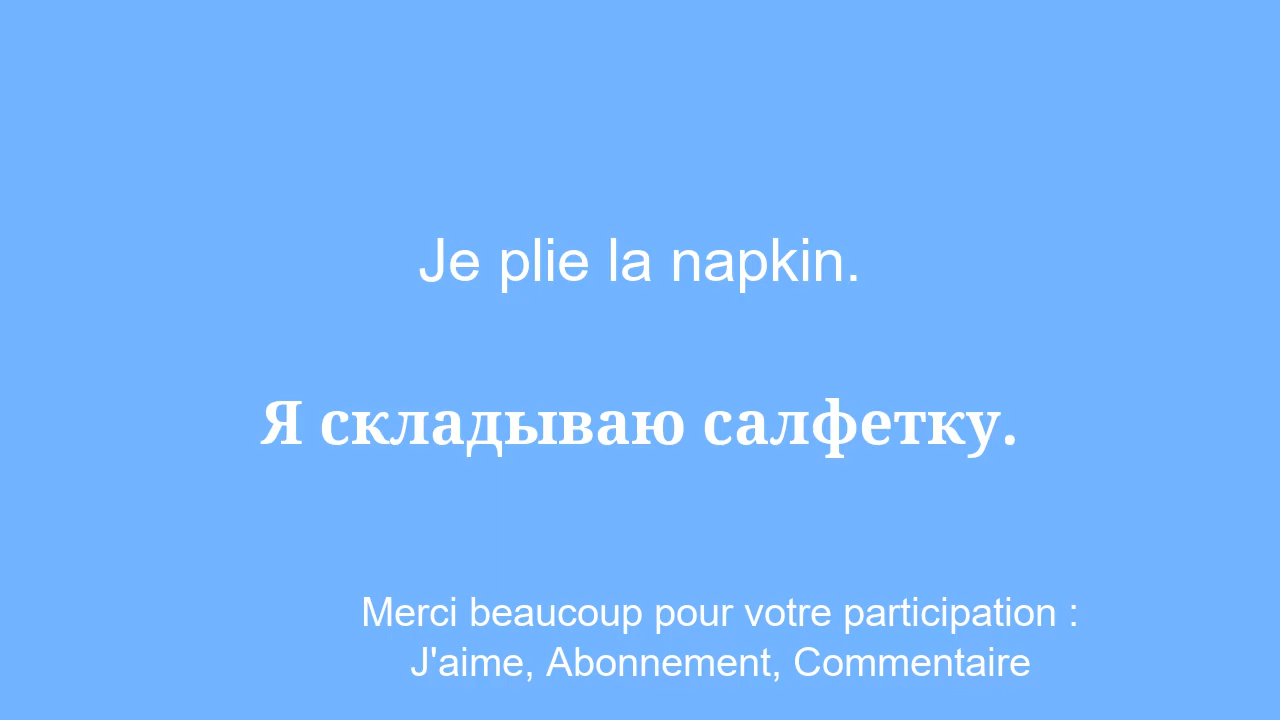 Je plie la napkin.
Я складываю салфетку.
Merci beaucoup pour votre participation :
J'aime, Abonnement, Commentaire